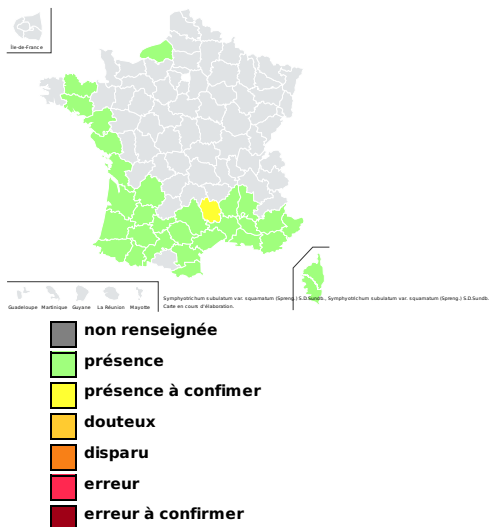 Île-de-France
Guadeloupe Martinique Guyane La Réunion Mayotte
Symphyotrichum subulatum var. squamatum (Spreng.) S.D.Sundb., Symphyotrichum subulatum var. squamatum (Spreng.) S.D.Sundb.
Carte en cours d'élaboration.
non renseignée
présence
présence à confimer
douteux
disparu
erreur
erreur à confirmer